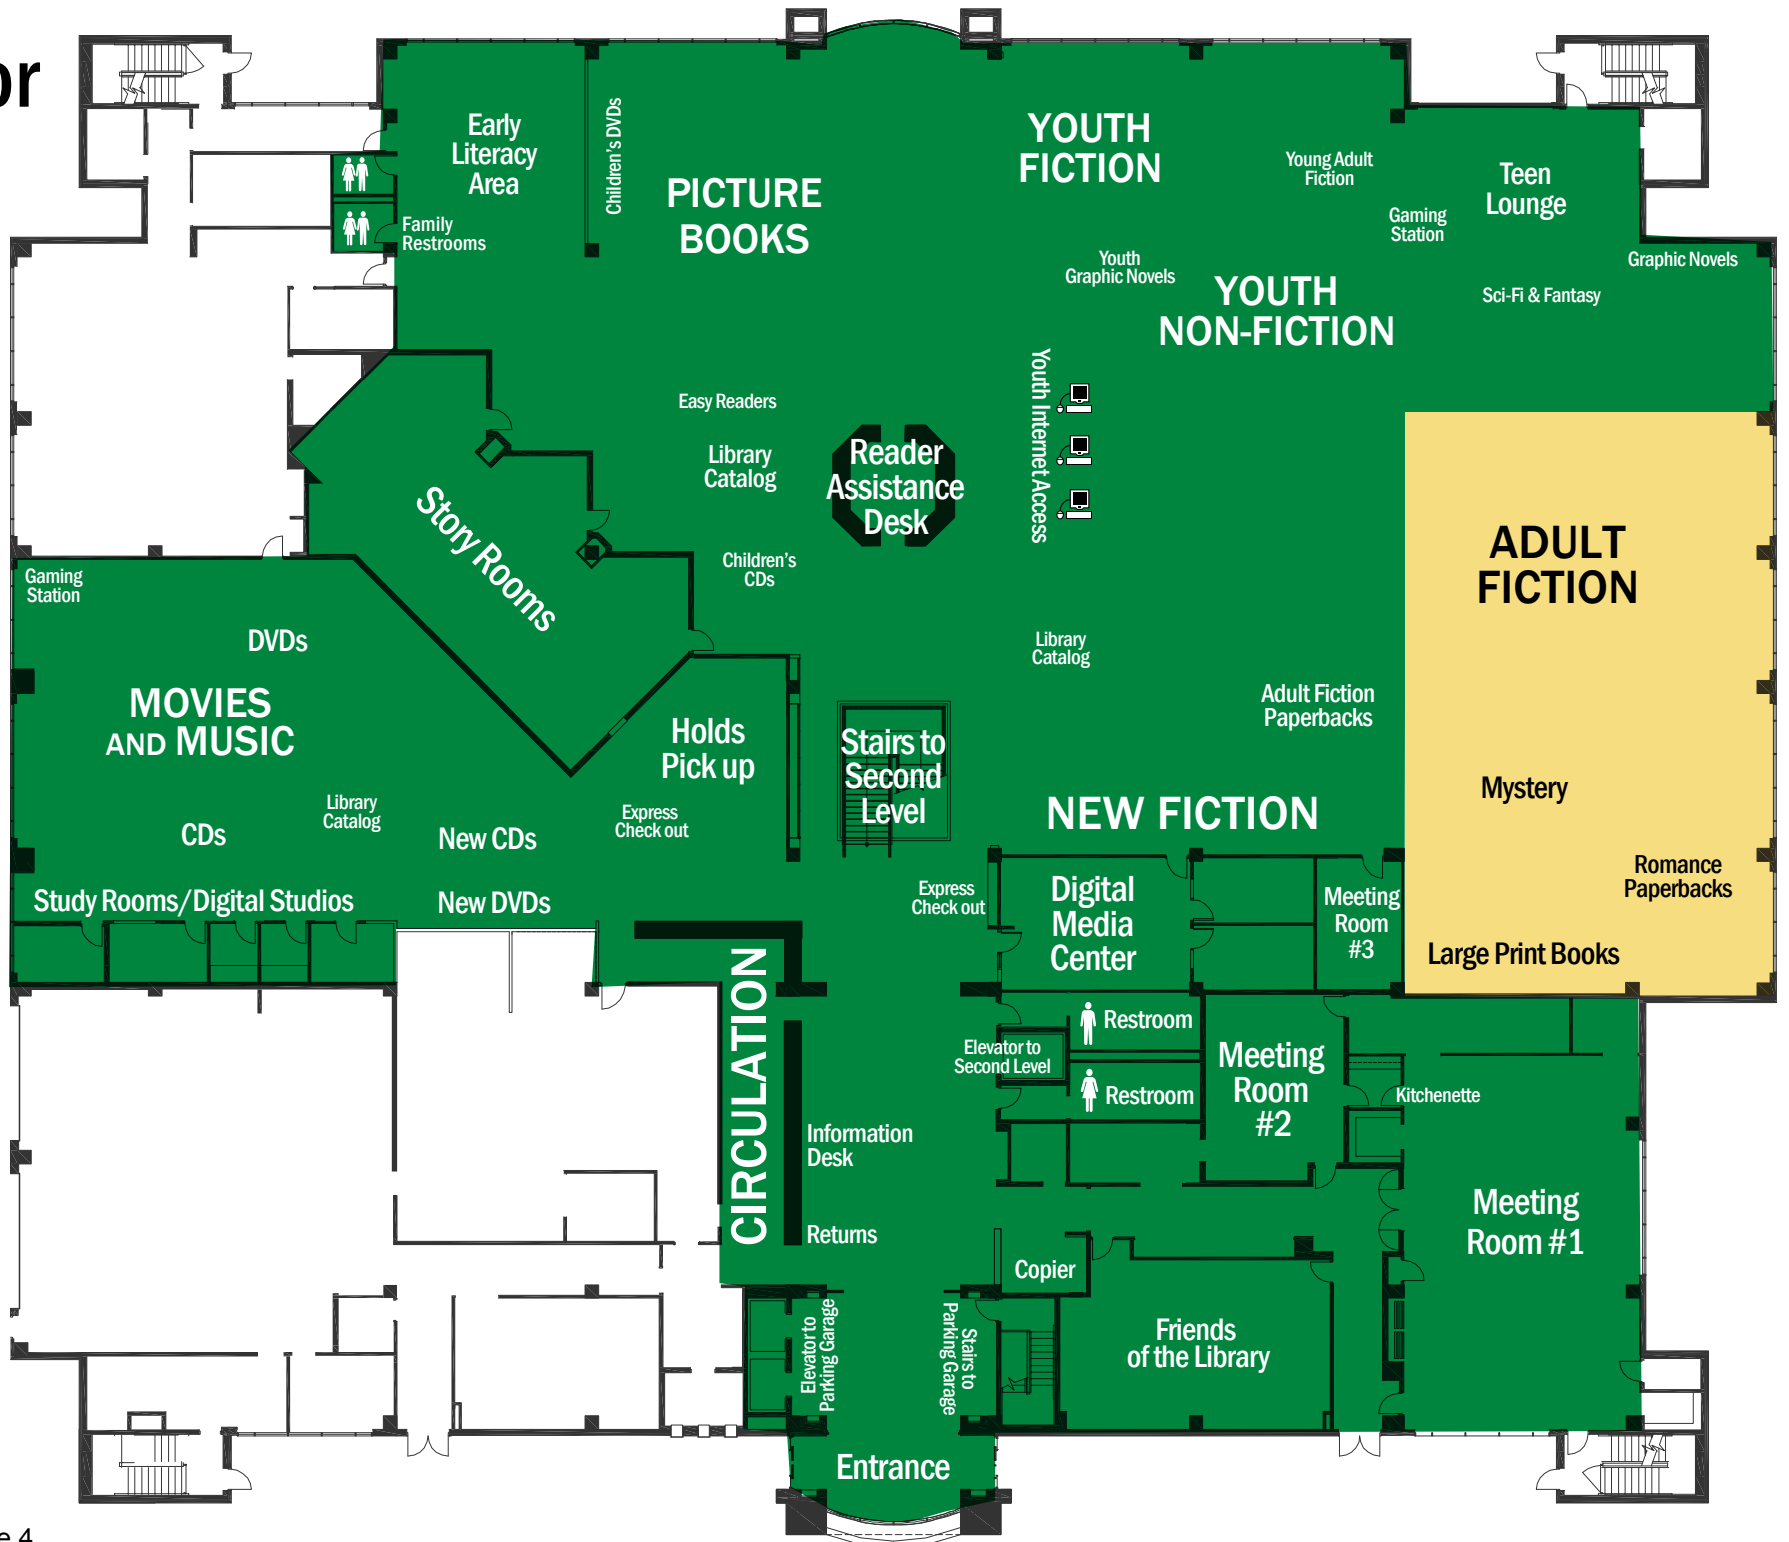 or
Early
Literacy
Area
Children's DVDs
PICTURE
BOOKS
YOUTH
FICTION
Young Adult
Fiction
Teen
Lounge
Gaming
Station
Graphic Novels
Sci-Fi & Fantasy
Family
Restrooms
Youth
Graphic Novels
YOUTH
NON-FICTION
Youth Internet Access
Easy Readers
Library
Catalog
Reader
Assistance
Desk
Story Rooms
Children's
CDs
ADULT
FICTION
Gaming
Station
DVDs
MOVIES
AND MUSIC
Library
Catalog
Adult Fiction
Paperbacks
Holds
Pick up
Stairs to
Second
Level
Mystery
NEW FICTION
Library
Catalog
CDs
New CDs
Express
Check out
Romance
Paperbacks
Study Rooms/Digital Studios
New DVDs
Express
Check out
Digital
Media
Center
Meeting
Room
#3
Large Print Books
CIRCULATION
Restroom
Elevator to
Second Level
Restroom
Meeting
Room
#2
Kitchenette
Information
Desk
Returns
Meeting
Room #1
Copier
Elevator to
Parking Garage
Stairs to
Parking Garage
Friends
of the Library
Entrance
e 4